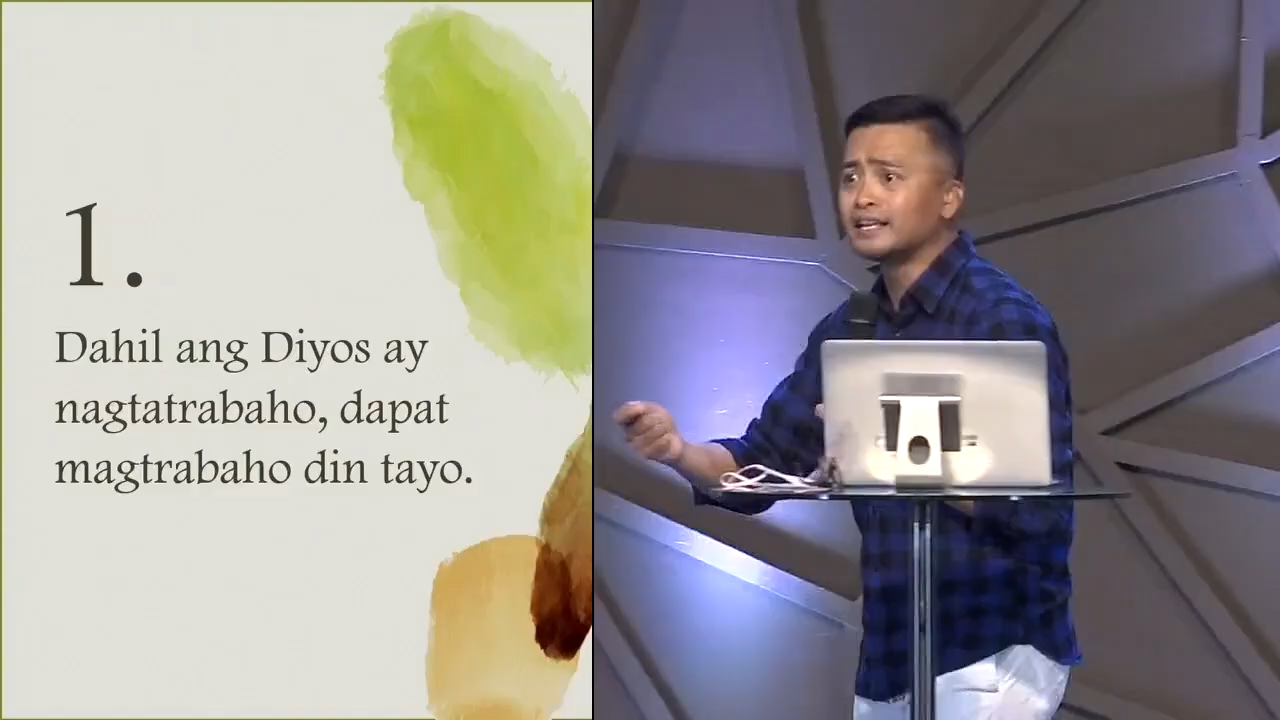 1.
Dahil ang Diyos ay
nagtatrabaho, dapat
magtrabaho din tayo.